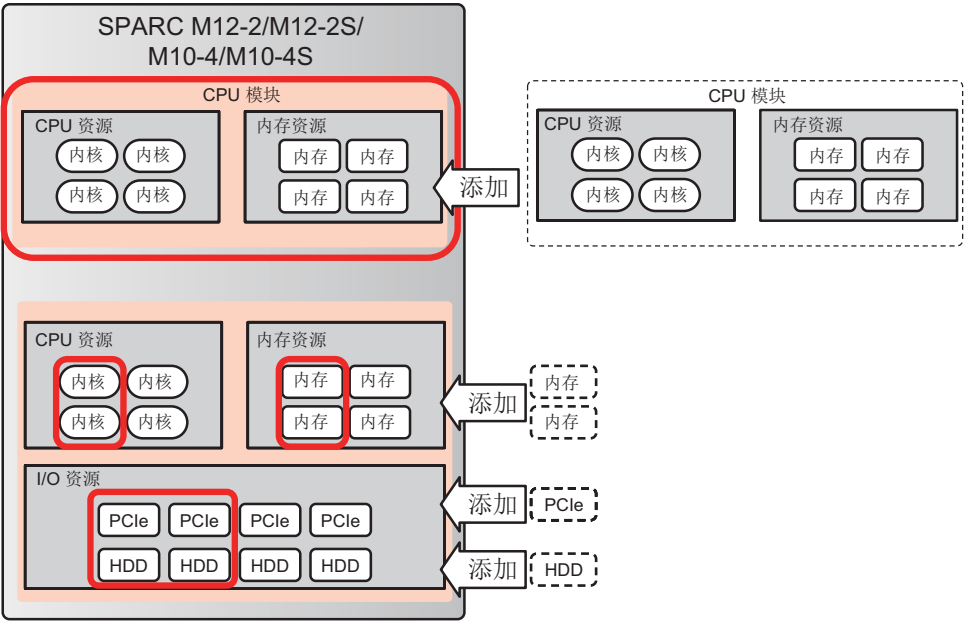 SPARC M12-2/M12-2S/
M10-4/M10-4S
CPU 模块
CPU 资源
内核 内核
内核 内核
内存资源
内存 内存
内存 内存
添加
CPU 模块
CPU 资源
内核 内核
内核 内核
内存资源
内存 内存
内存 内存
CPU 资源
内核 内核
内核 内核
内存资源
内存 内存
内存 内存
添加
内存
内存
I/O 资源
PCIe PCIe PCIe PCIe
HDD HDD HDD HDD
添加
PCIe
添加
HDD